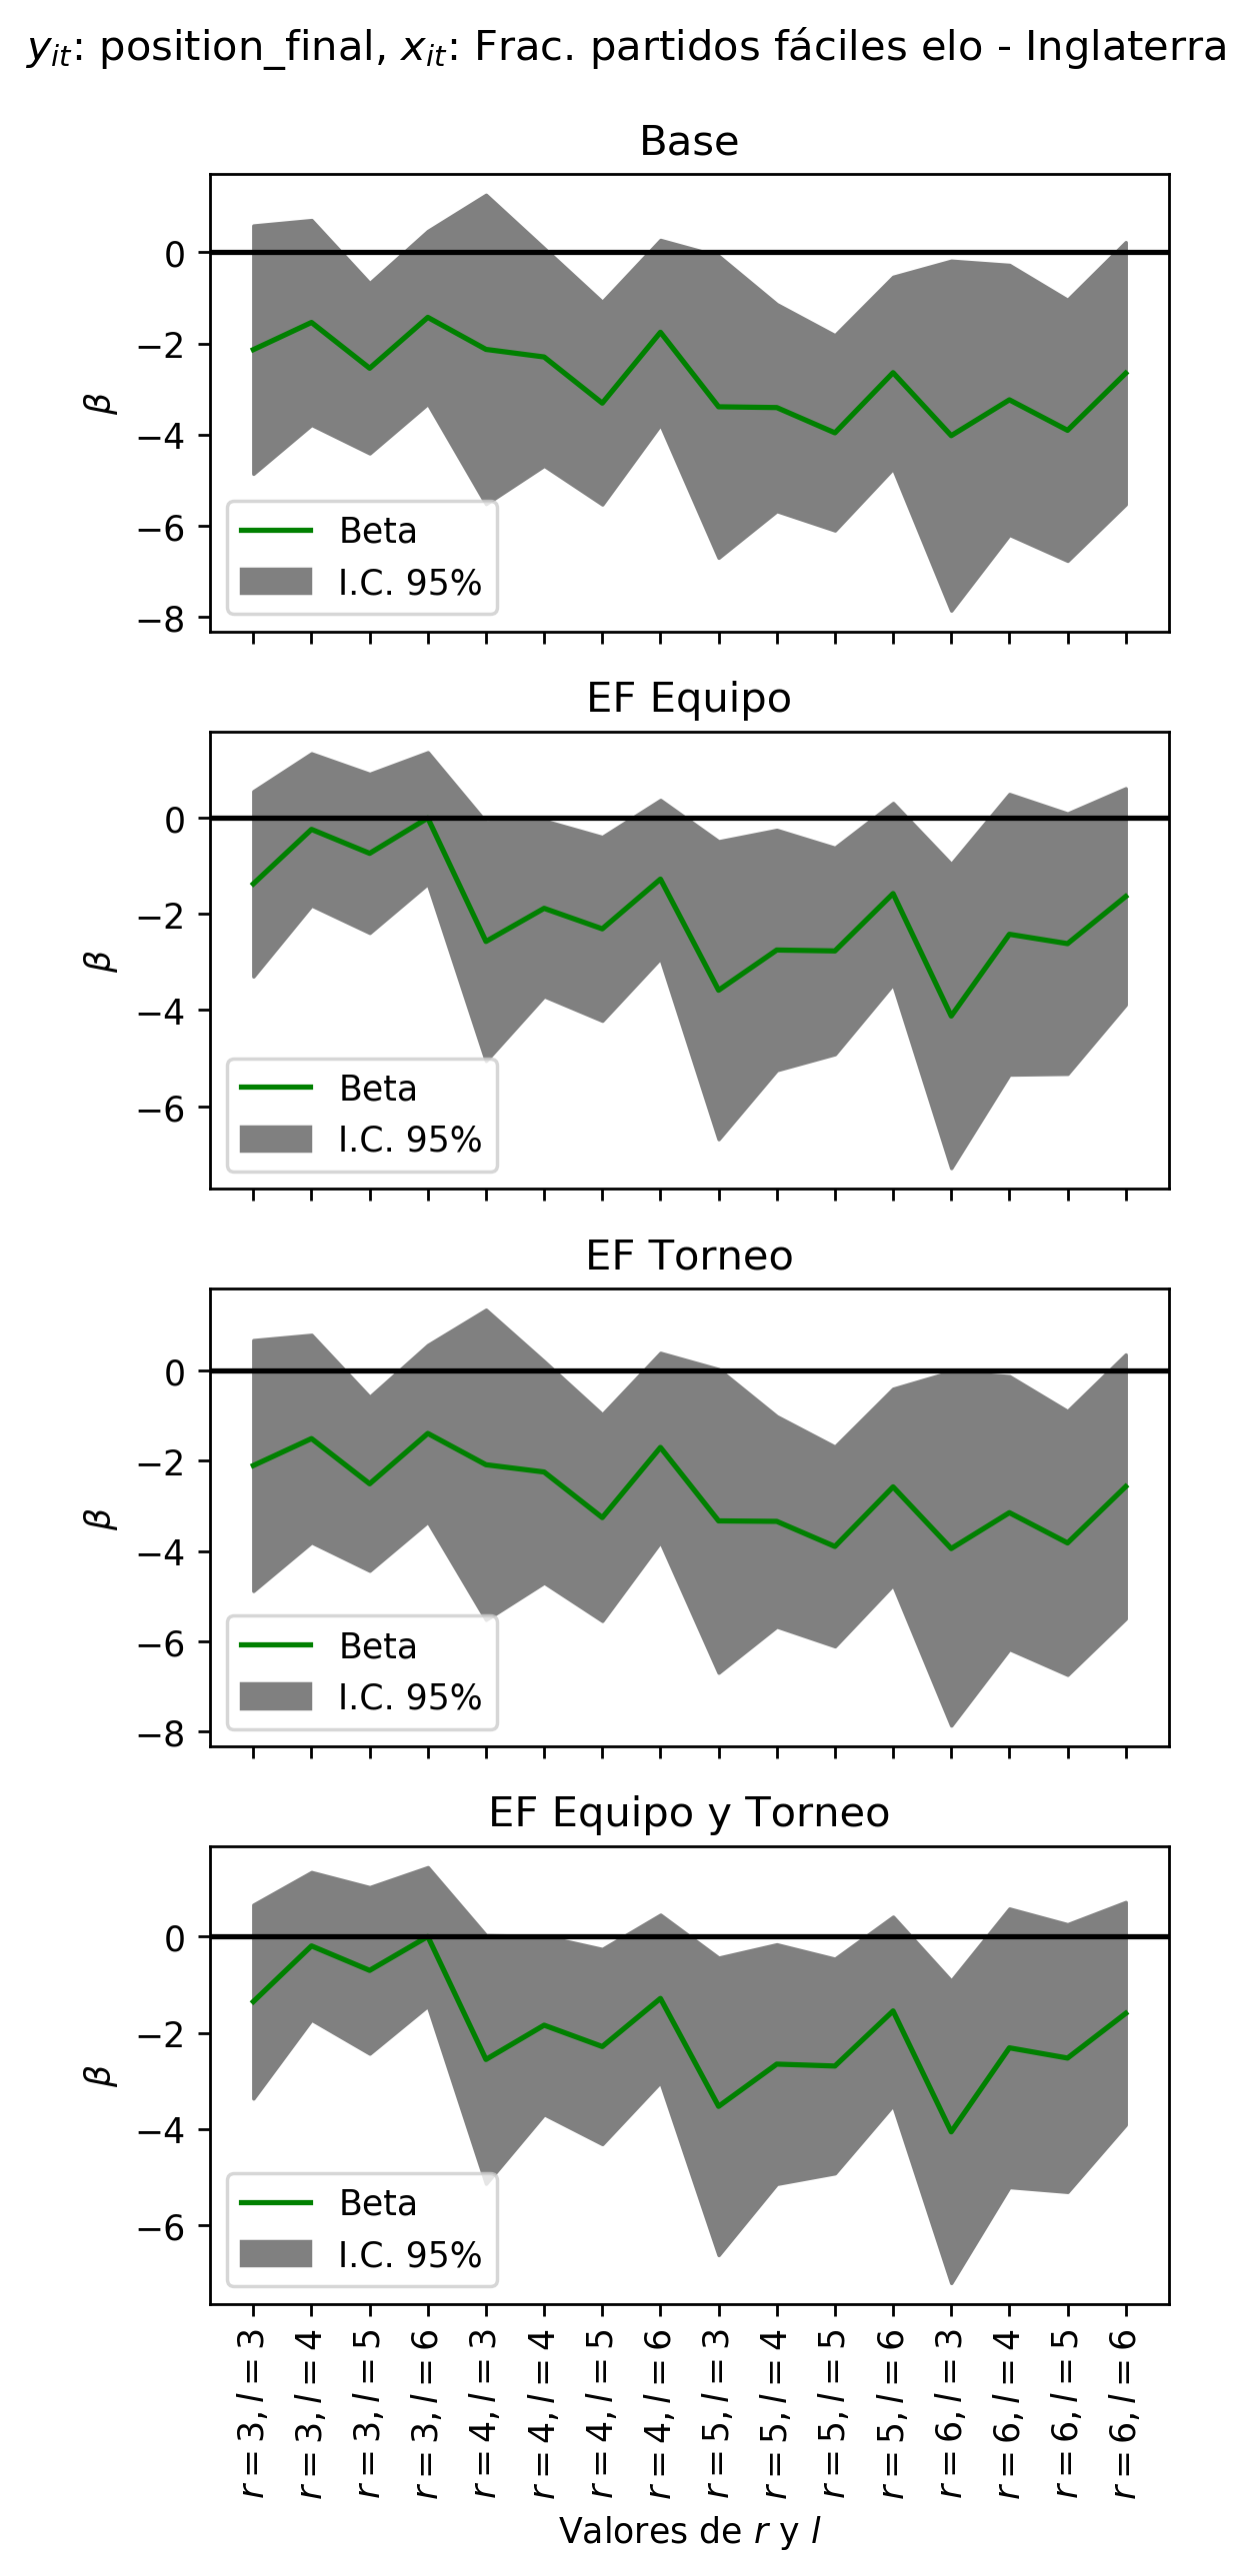 y_it: position_final, x_it: Frac. partidos fáciles elo - Inglaterra
Base
0
−2
−4
−6
−8
β
Beta
I.C. 95%
EF Equipo
0
−2
−4
−6
β
Beta
I.C. 95%
EF Torneo
0
−2
−4
−6
−8
β
Beta
I.C. 95%
EF Equipo y Torneo
0
−2
−4
−6
β
Beta
I.C. 95%
r = 3, l = 3
r = 3, l = 4
r = 3, l = 5
r = 3, l = 6
r = 4, l = 3
r = 4, l = 4
r = 4, l = 5
r = 4, l = 6
r = 5, l = 3
r = 5, l = 4
r = 5, l = 5
r = 5, l = 6
r = 6, l = 3
r = 6, l = 4
r = 6, l = 5
r = 6, l = 6
Valores de r y l